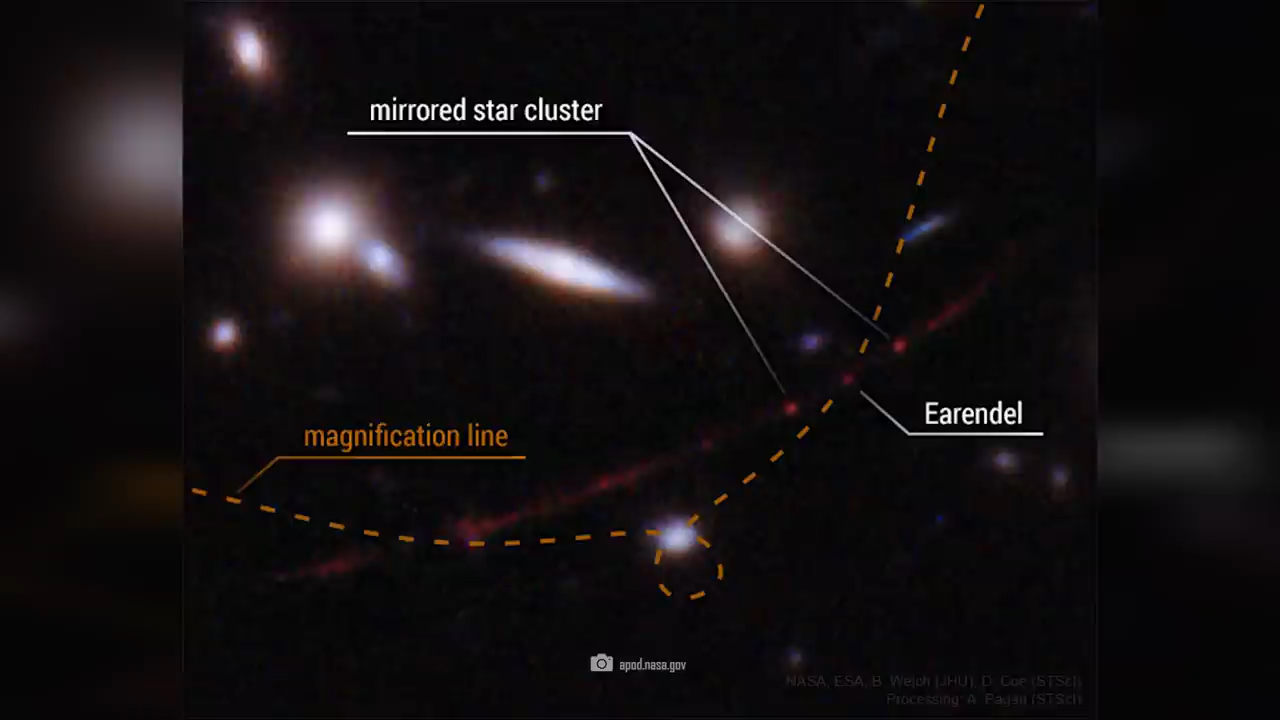 mirrored star cluster
Earendel
magnification line
apod.nasa.gov
NASA, ESA, B. Welch (JHU), D. Coe (STScI)
Processing: A. Pagan (STScI)